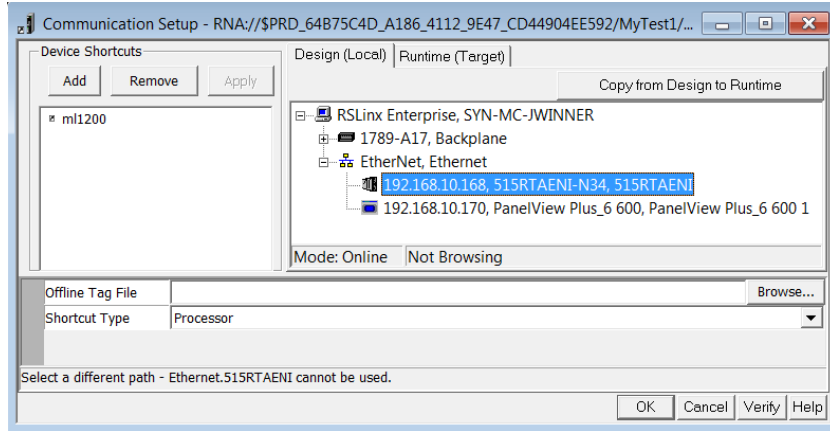 Communication Setup - RNA://$PRD_64B75C4D_A186_4112_9E47_CD44904EE592/MyTest1/...
Device Shortcuts
Add Remove Apply
ml1200
Design (Local) Runtime (Target)
Copy from Design to Runtime
RSLinx Enterprise, SYN-MC-JWINNER
1789-A17, Backplane
EtherNet, Ethernet
192.168.10.168, 515RTAENI-N34, 515RTAENI
192.168.10.170, PanelView Plus_6 600, PanelView Plus_6 600 1
Mode: Online Not Browsing
Offline Tag File Browse...
Shortcut Type Processor
Select a different path - Ethernet.515RTAENI cannot be used.
OK Cancel Verify Help